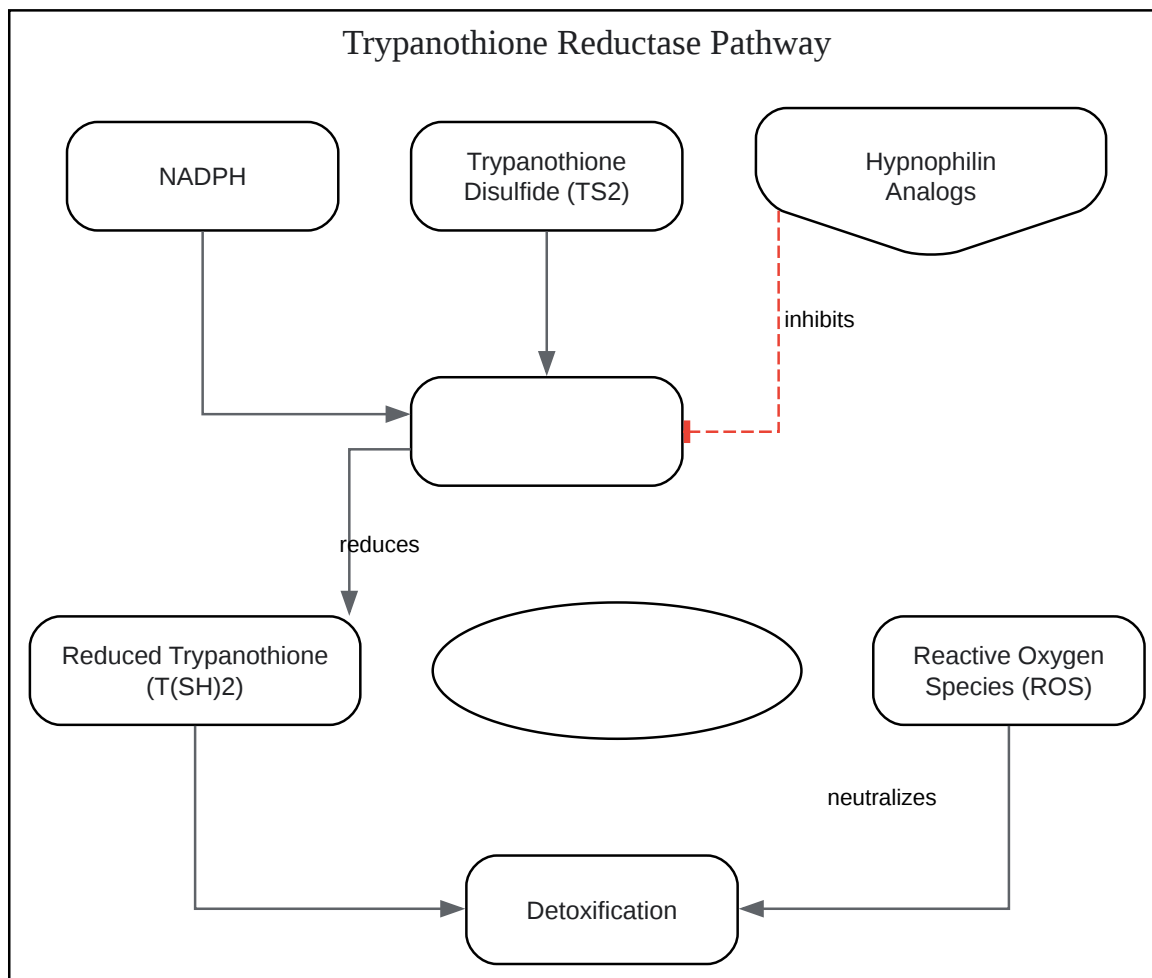 Trypanothione Reductase Pathway
NADPH
Trypanothione
Disulfide (TS2)
Hypnophilin
Analogs
inhibits
reduces
Reduced Trypanothione
(T(SH)2)
Reactive Oxygen
Species (ROS)
neutralizes
Detoxification